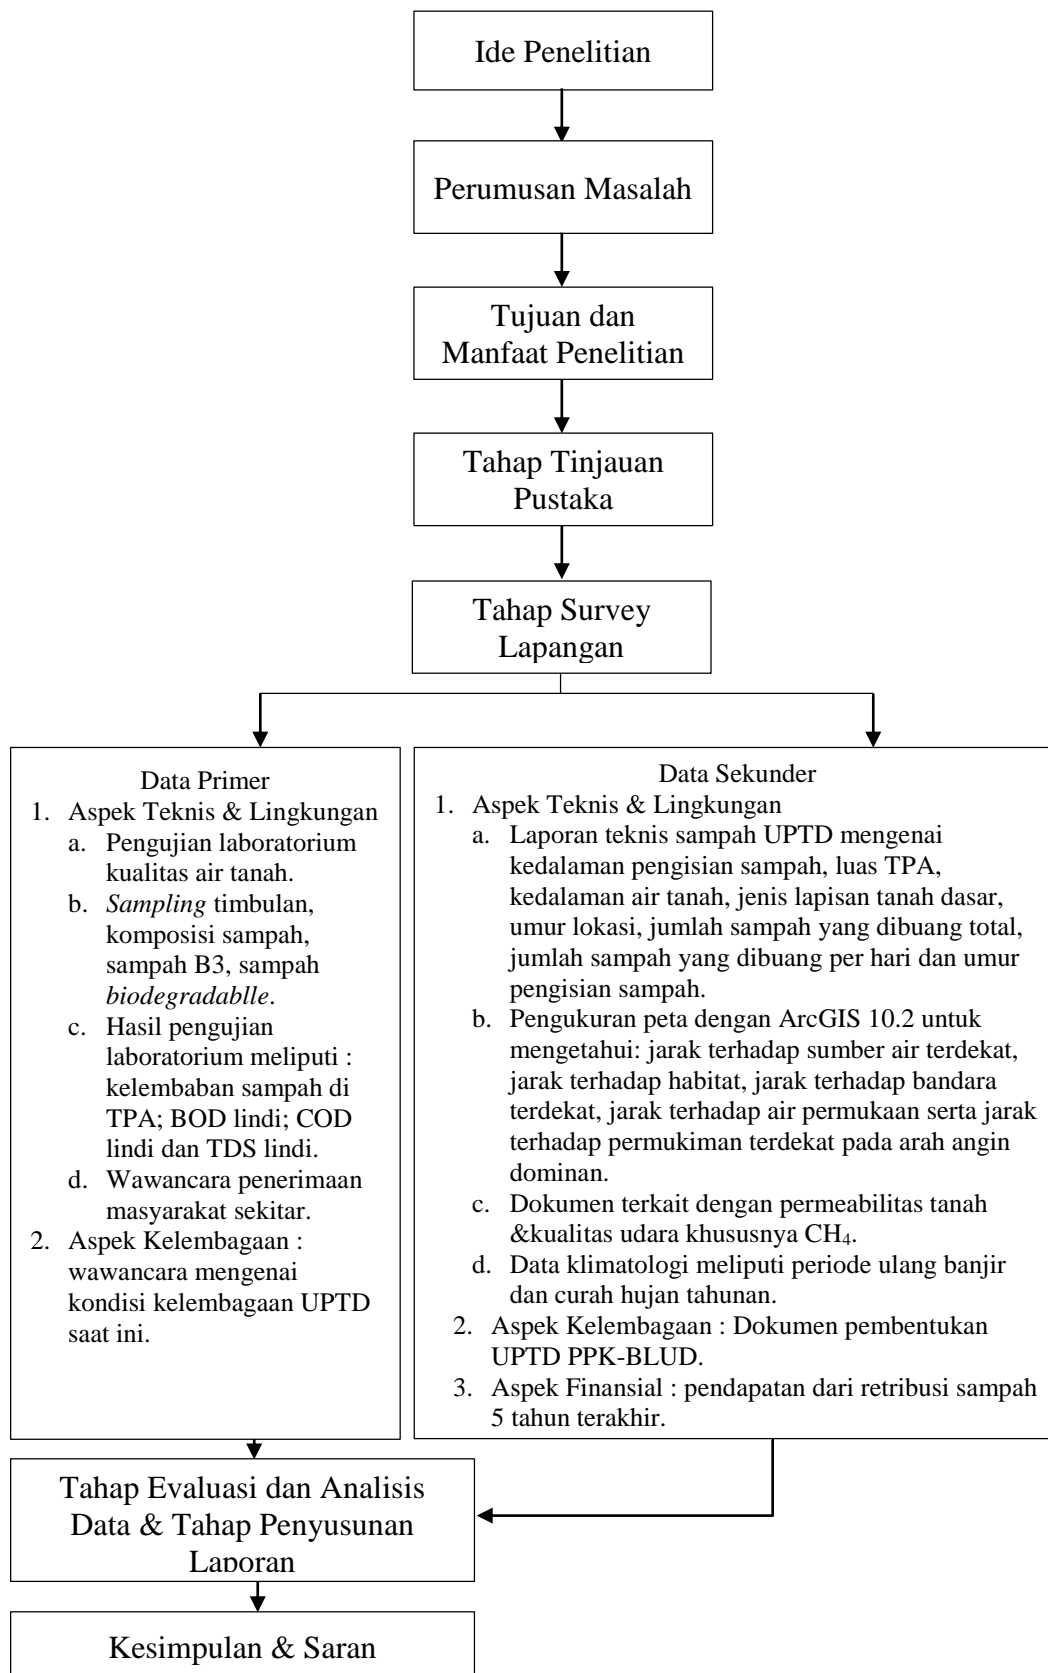 Ide Penelitian
Perumusan Masalah
Tujuan dan
Manfaat Penelitian
Tahap Tinjauan
Pustaka
Tahap Survey
Lapangan
Data Primer
1. Aspek Teknis & Lingkungan
a. Pengujian laboratorium
kualitas air tanah.
b. Sampling timbulan,
komposisi sampah,
sampah B3, sampah
biodegradablle.
c. Hasil pengujian
laboratorium meliputi :
kelembaban sampah di
TPA; BOD lindi; COD
lindi dan TDS lindi.
d. Wawancara penerimaan
masyarakat sekitar.
2. Aspek Kelembagaan :
wawancara mengenai
kondisi kelembagaan UPTD
saat ini.
Data Sekunder
1. Aspek Teknis & Lingkungan
a. Laporan teknis sampah UPTD mengenai
kedalaman pengisian sampah, luas TPA,
kedalaman air tanah, jenis lapisan tanah dasar,
umur lokasi, jumlah sampah yang dibuang total,
jumlah sampah yang dibuang per hari dan umur
pengisian sampah.
b. Pengukuran peta dengan ArcGIS 10.2 untuk
mengetahui: jarak terhadap sumber air terdekat,
jarak terhadap habitat, jarak terhadap bandara
terdekat, jarak terhadap air permukaan serta jarak
terhadap permukiman terdekat pada arah angin
dominan.
c. Dokumen terkait dengan permeabilitas tanah
&kualitas udara khususnya CH₄.
d. Data klimatologi meliputi periode ulang banjir
dan curah hujan tahunan.
2. Aspek Kelembagaan : Dokumen pembentukan
UPTD PPK-BLUD.
3. Aspek Finansial : pendapatan dari retribusi sampah
5 tahun terakhir.
Tahap Evaluasi dan Analisis
Data & Tahap Penyusunan
Laporan
Kesimpulan & Saran